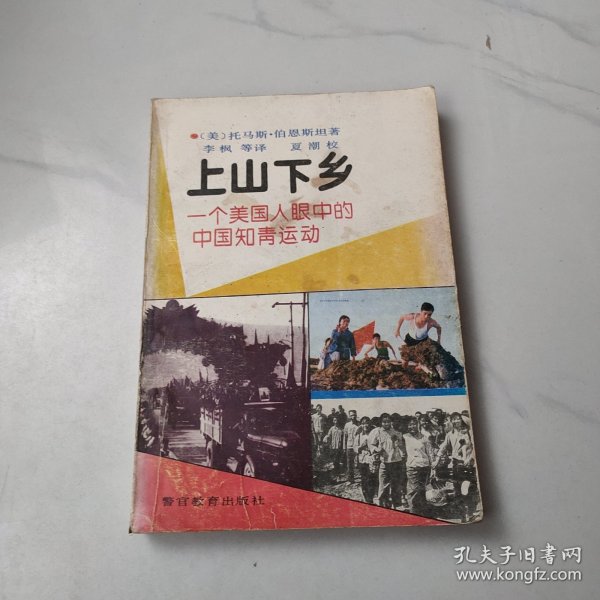 ●〔美〕托马斯·伯恩斯坦著
李枫 等译 夏潮 校
上山下乡
一个美国人眼中的
中国知青运动
警官教育出版社
孔夫子旧书网
www.kongfz.com